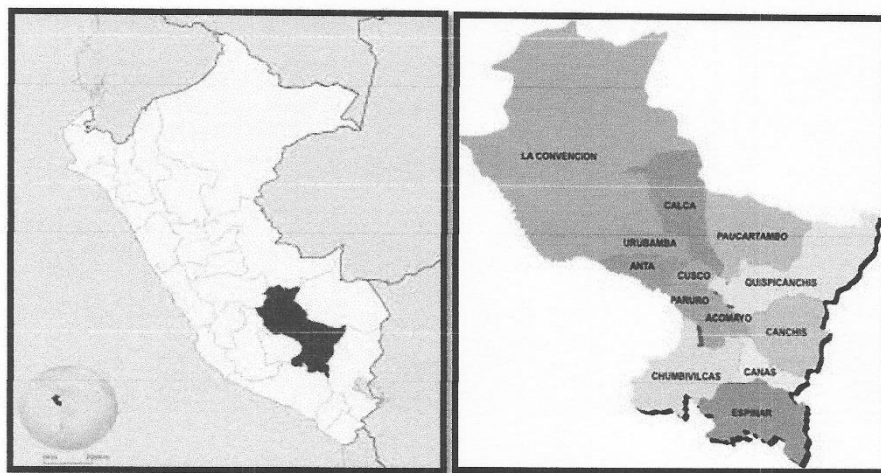 LA CONVENCION
CALCA
PAUCARTAMBO
URUBAMBA
ANTA
CUSCO
QUISPICANCHIS
PARURO
ACOMAYO
CANCHIS
CANAS
CHUMBIVILCAS
ESPINAR